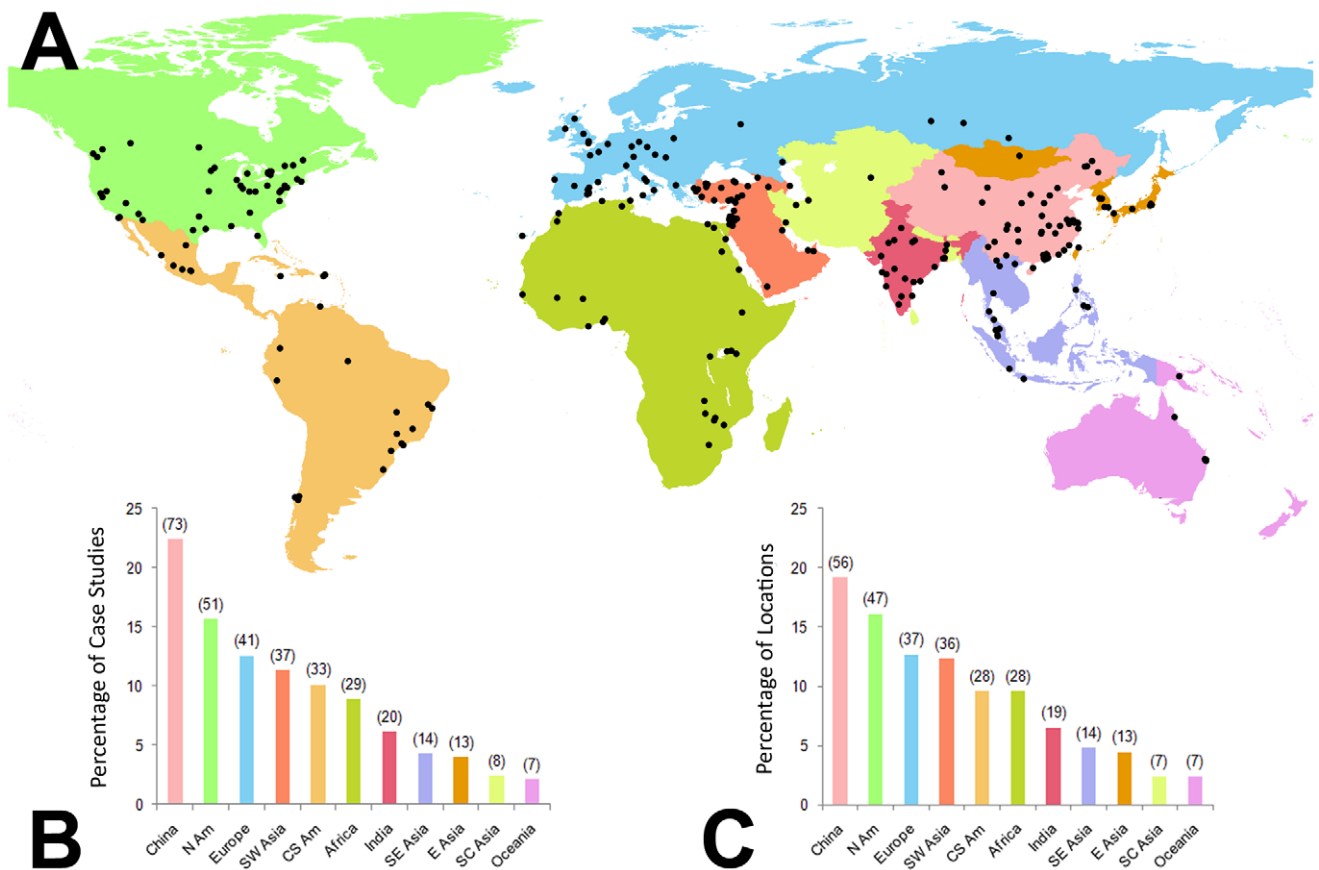 A
Percentage of Case Studies
25
20
15
10
5
0
(73)
(51)
(41)
(37)
(33)
(29)
(20)
(14)
(13)
(8)
(7)
China
N Am
Europe
SW Asia
CS Am
Africa
India
SE Asia
E Asia
SC Asia
Oceania
B
Percentage of Locations
25
20
15
10
5
0
(56)
(47)
(37)
(36)
(28)
(28)
(19)
(14)
(13)
(7)
(7)
China
N Am
Europe
SW Asia
CS Am
Africa
India
SE Asia
E Asia
SC Asia
Oceania
C